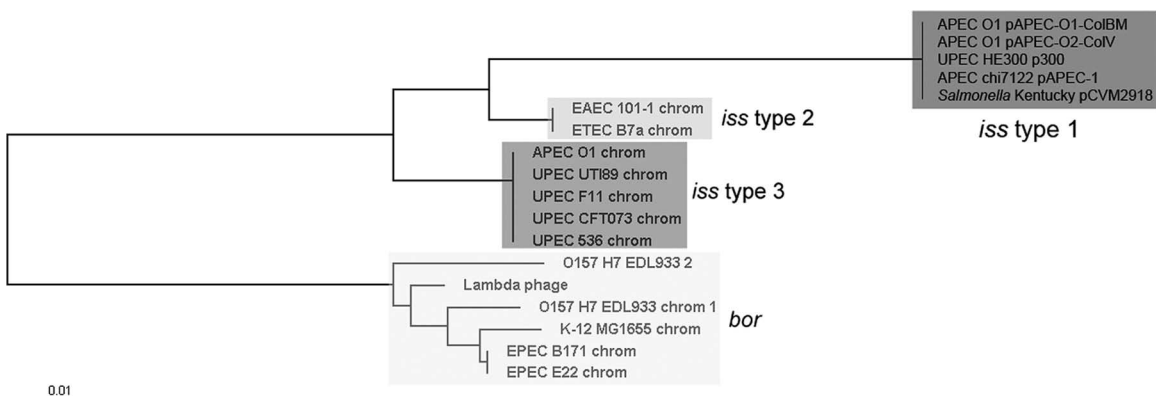 APEC O1 pAPEC-O1-ColBM
APEC O1 pAPEC-O2-ColV
UPEC HE300 p300
APEC chi7122 pAPEC-1
Salmonella Kentucky pCVM2918
iss type 1
EAEC 101-1 chrom
ETEC B7a chrom
iss type 2
APEC O1 chrom
UPEC UTI89 chrom
UPEC F11 chrom
UPEC CFT073 chrom
UPEC 536 chrom
iss type 3
O157 H7 EDL933 2
Lambda phage
O157 H7 EDL933 chrom 1
K-12 MG1655 chrom
EPEC B171 chrom
EPEC E22 chrom
bor
0.01